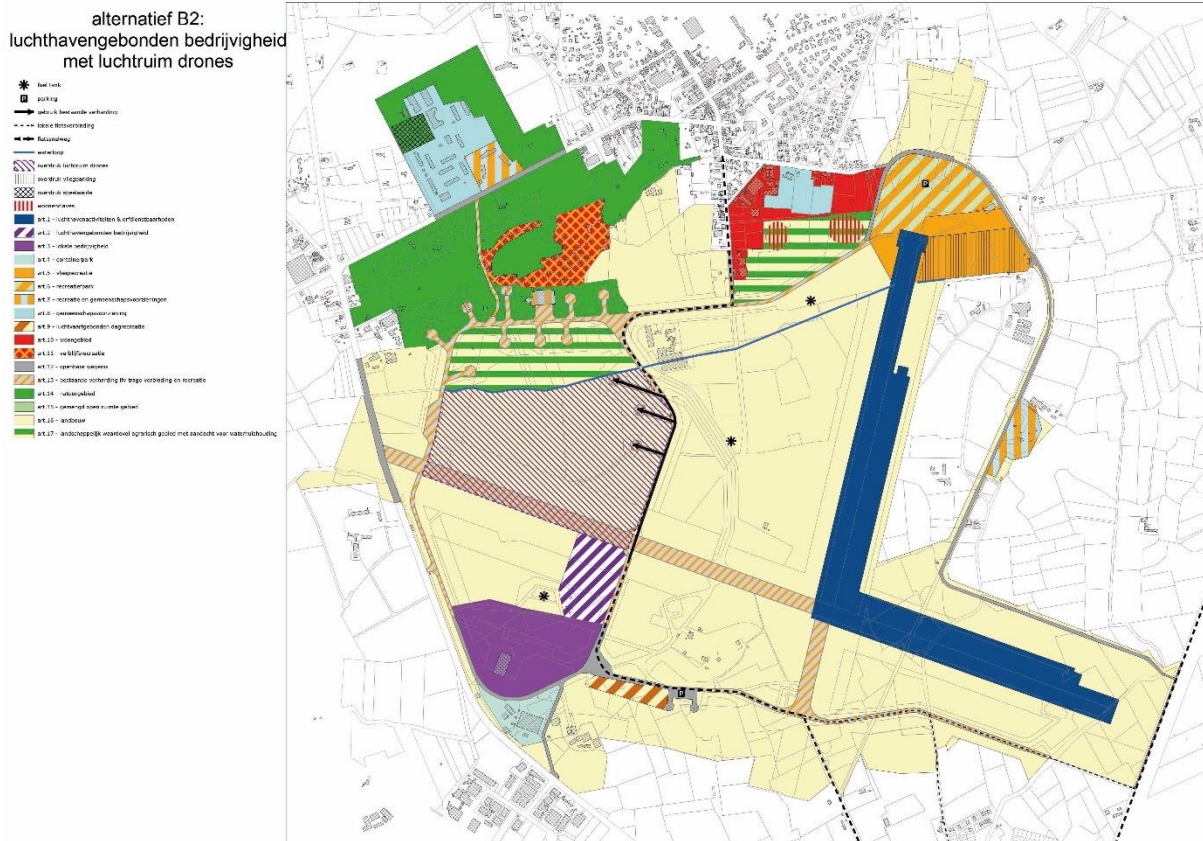 alternatief B2:
luchthavengebonden bedrijvigheid
met luchtruim drones
fuel tank
parking
gebruik bestaande verharding
lokale fietsverbinding
fietssnelweg
waterloop
overdruk luchtruim drones
overdruk vliegparking
overdruk speelweide
woonerf/haven
art.1 - luchthavenactiviteiten & erfdienstbaarheden
art.2 - luchthavengebonden bedrijvigheid
art.3 - lokale bedrijvigheid
art.4 - containerpark
art.5 - vliegrecreatie
art.6 - recreatiepark
art.7 - recreatie en gemeenschapsvoorzieningen
art.8 - gemeenschapsvoorziening
art.9 - luchtvaartgebonden dagrecreatie
art.10 - woongebied
art.11 - verblijfsrecreatie
art.12 - openbare wegenis
art.13 - bestaande verharding ifv trage verbinding en recreatie
art.14 - natuurgebied
art.15 - gemengd open ruimte gebied
art.16 - landbouw
art.17 - landschappelijk waardevol agrarisch gebied met aandacht voor waterhuishouding
P
P